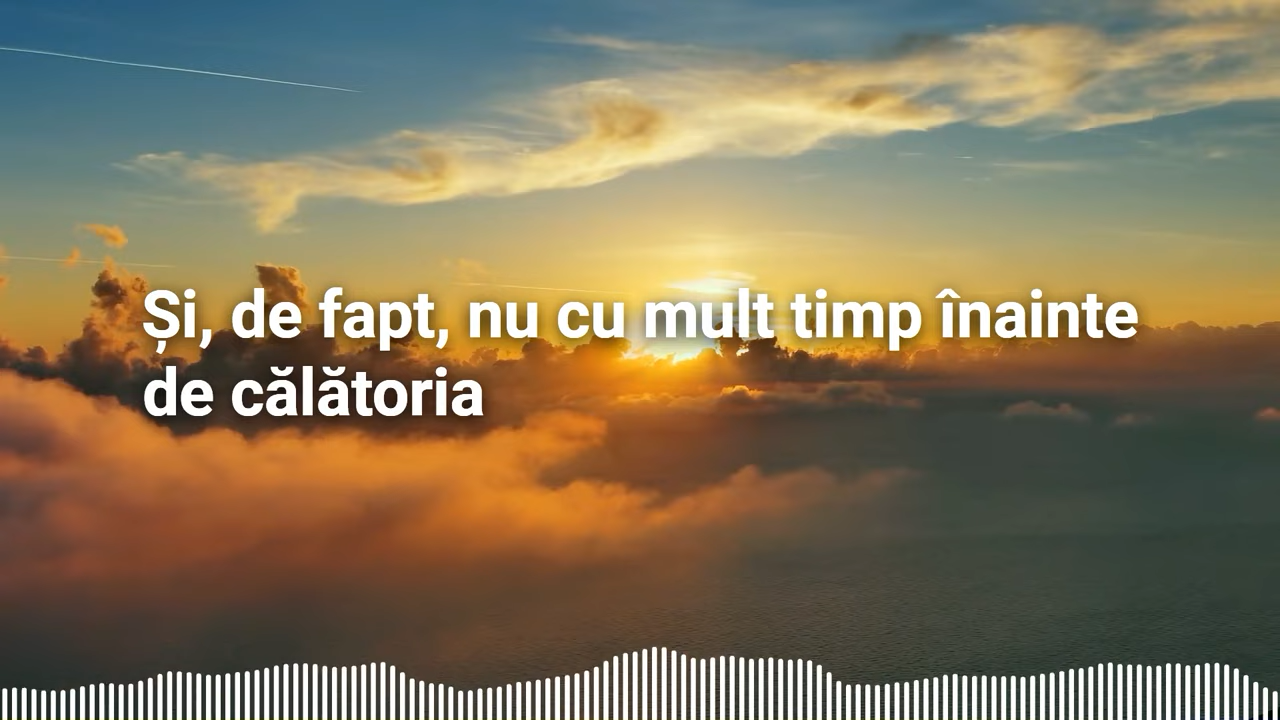 Și, de fapt, nu cu mult timp înainte
de călătoria